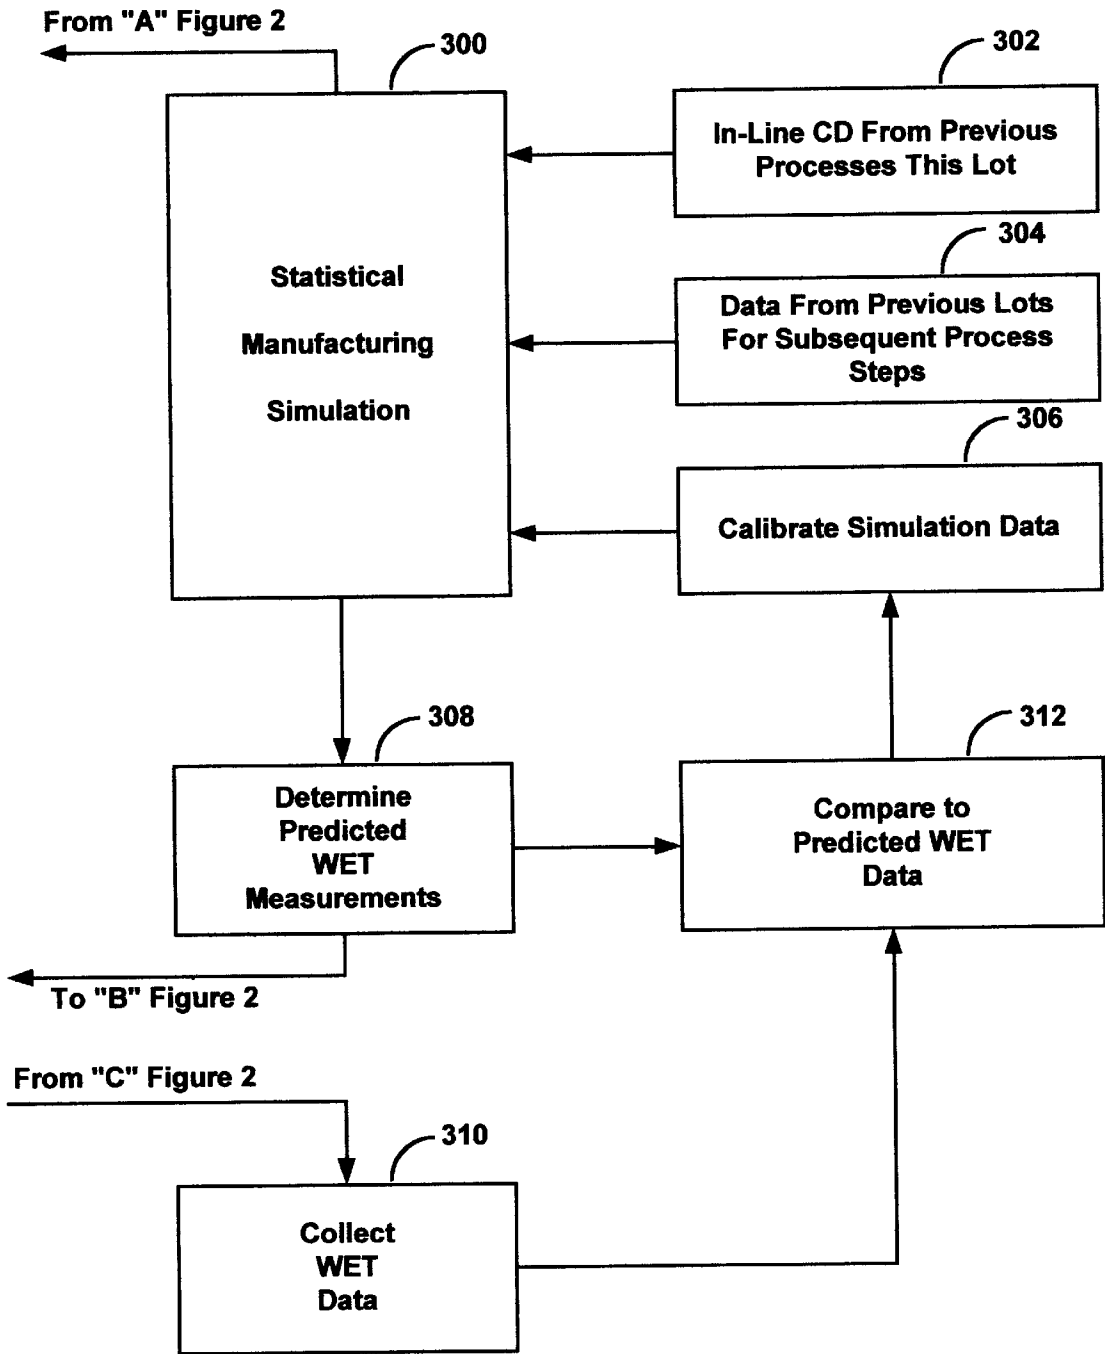 From "A" Figure 2
300
302
In-Line CD From Previous
Processes This Lot
304
Statistical
Manufacturing
Simulation
Data From Previous Lots
For Subsequent Process
Steps
306
Calibrate Simulation Data
308
312
Determine
Predicted
WET
Measurements
Compare to
Predicted WET
Data
To "B" Figure 2
From "C" Figure 2
310
Collect
WET
Data